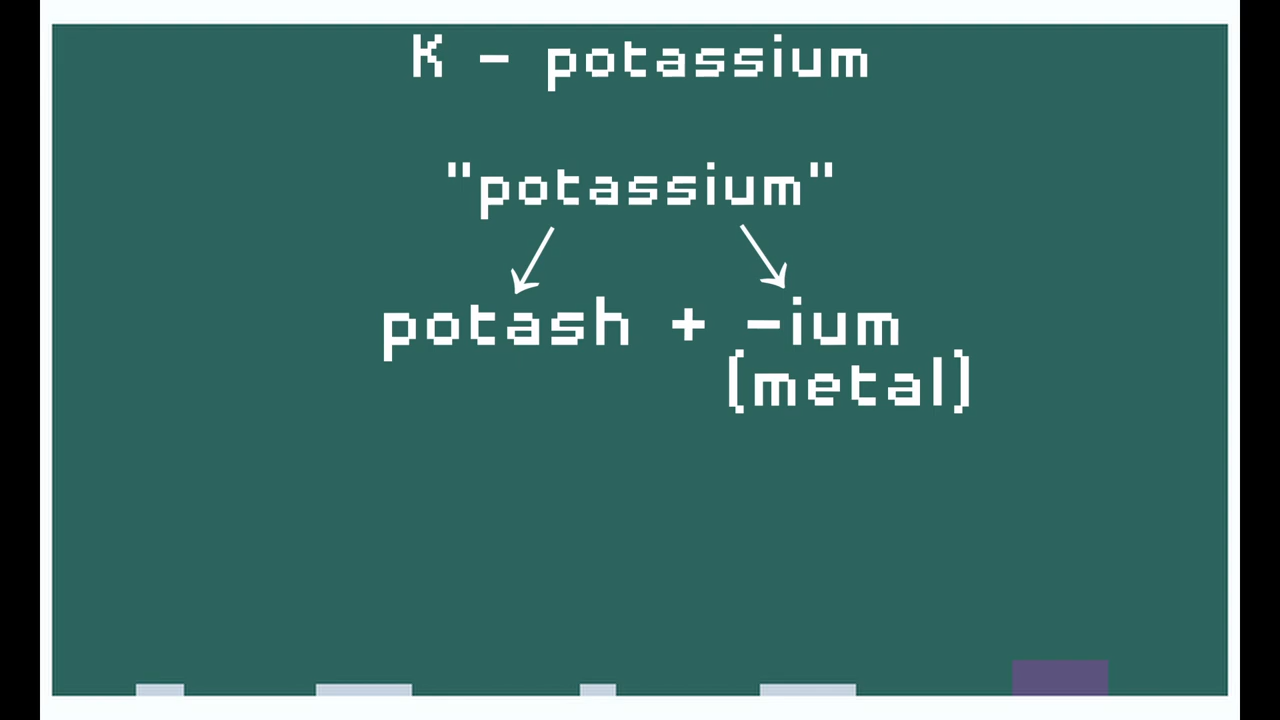 K - potassium
"potassium"
potash + -ium
(metal)